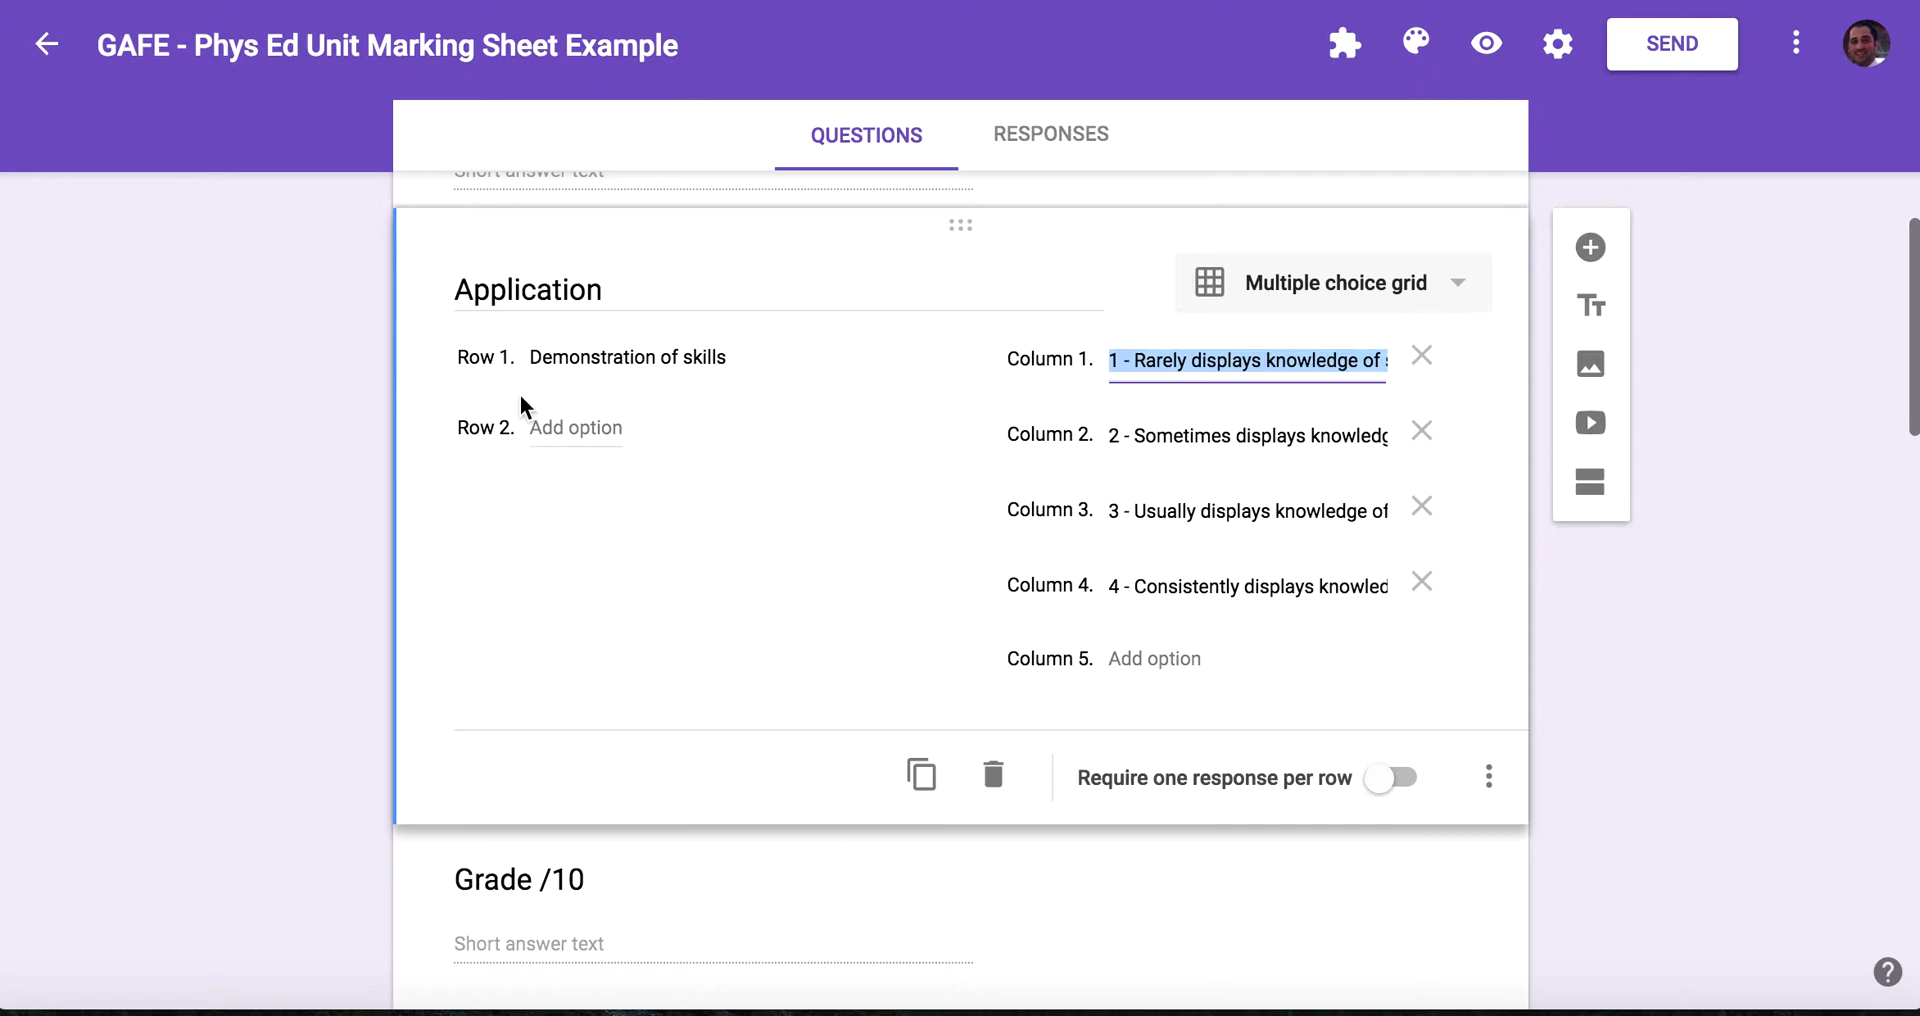 GAFE - Phys Ed Unit Marking Sheet Example
SEND
QUESTIONS
RESPONSES
Short answer text
Application
Multiple choice grid
Row 1. Demonstration of skills
Column 1. 1 - Rarely displays knowledge of
Row 2. Add option
Column 2. 2 - Sometimes displays
Column 3. 3 - Usually displays knowledge of
Column 4. 4 - Consistently displays
Column 5. Add option
Require one response per row
Grade /10
Short answer text